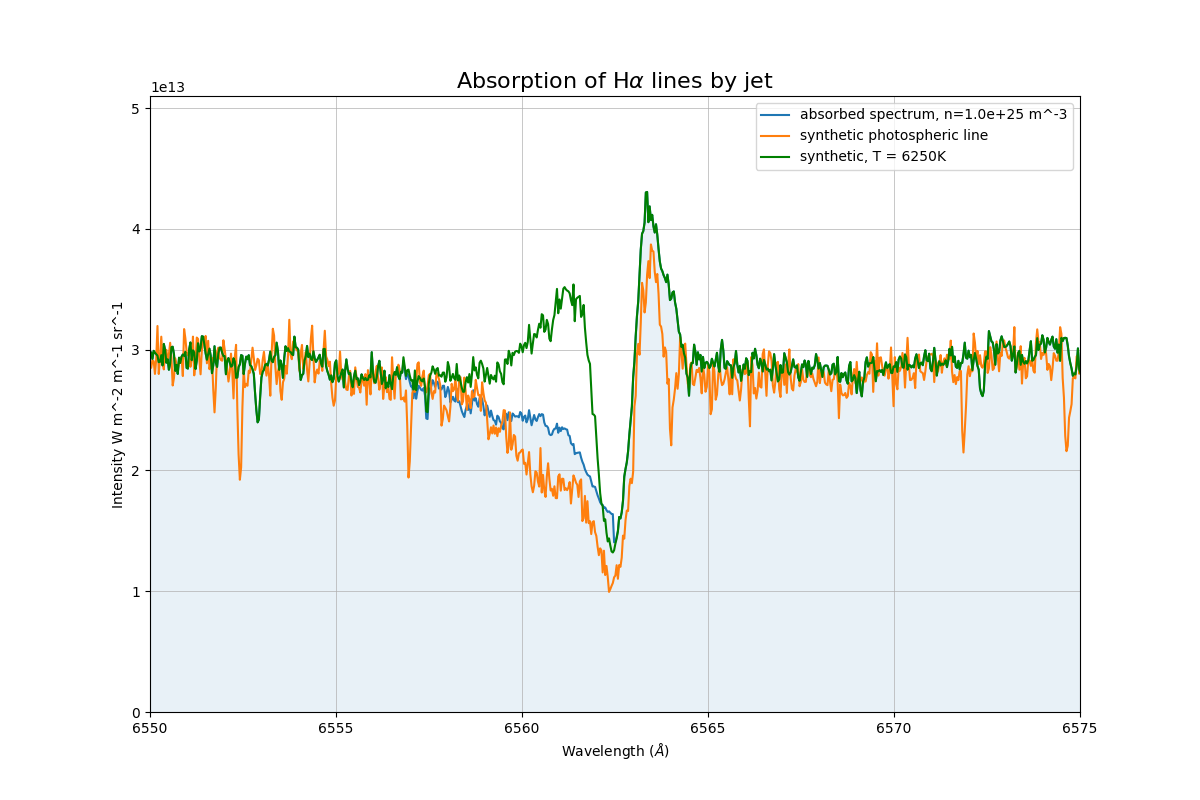 Absorption of Hα lines by jet
1e13
absorbed spectrum, n=1.0e+25 m^-3
synthetic photospheric line
synthetic, T = 6250K
Intensity W m^-2 m^-1 sr^-1
5
4
3
2
1
0
6550 6555 6560 6565 6570 6575
Wavelength (Å)